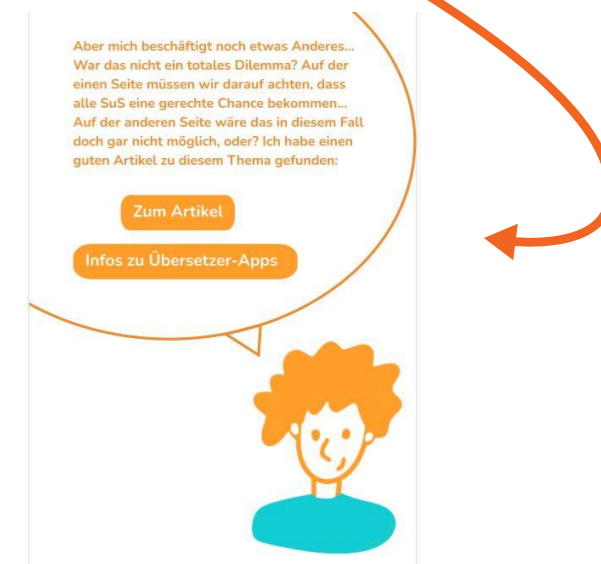 Aber mich beschäftigt noch etwas Anderes...
War das nicht ein totales Dilemma? Auf der
einen Seite müssen wir darauf achten, dass
alle SuS eine gerechte Chance bekommen...
Auf der anderen Seite wäre das in diesem Fall
doch gar nicht möglich, oder? Ich habe einen
guten Artikel zu diesem Thema gefunden:
Zum Artikel
Infos zu Übersetzer-Apps